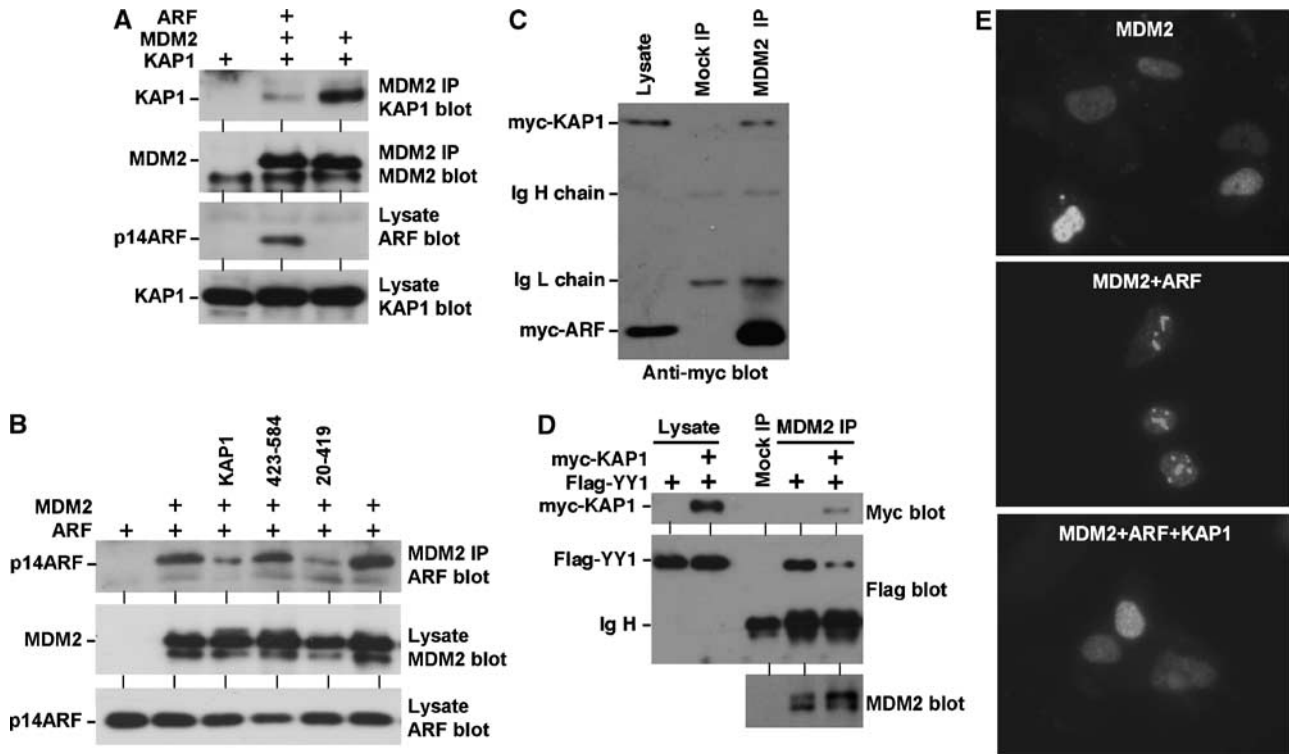 A
ARF +
MDM2 + +
KAP1 + + +
KAP1
MDM2 IP
KAP1 blot
MDM2
MDM2 IP
MDM2 blot
p14ARF
Lysate
ARF blot
KAP1
Lysate
KAP1 blot
B
KAP1
423-584
20-419
MDM2 + + + + +
ARF + + + + + +
p14ARF
MDM2 IP
ARF blot
MDM2
Lysate
MDM2 blot
p14ARF
Lysate
ARF blot
C
Lysate
Mock IP
MDM2 IP
myc-KAP1
Ig H chain
Ig L chain
myc-ARF
Anti-myc blot
D
Lysate
Mock IP
MDM2 IP
myc-KAP1 + +
Flag-YY1 + + + +
myc-KAP1
Myc blot
Flag-YY1
Flag blot
Ig H
MDM2 blot
E
MDM2
MDM2+ARF
MDM2+ARF+KAP1